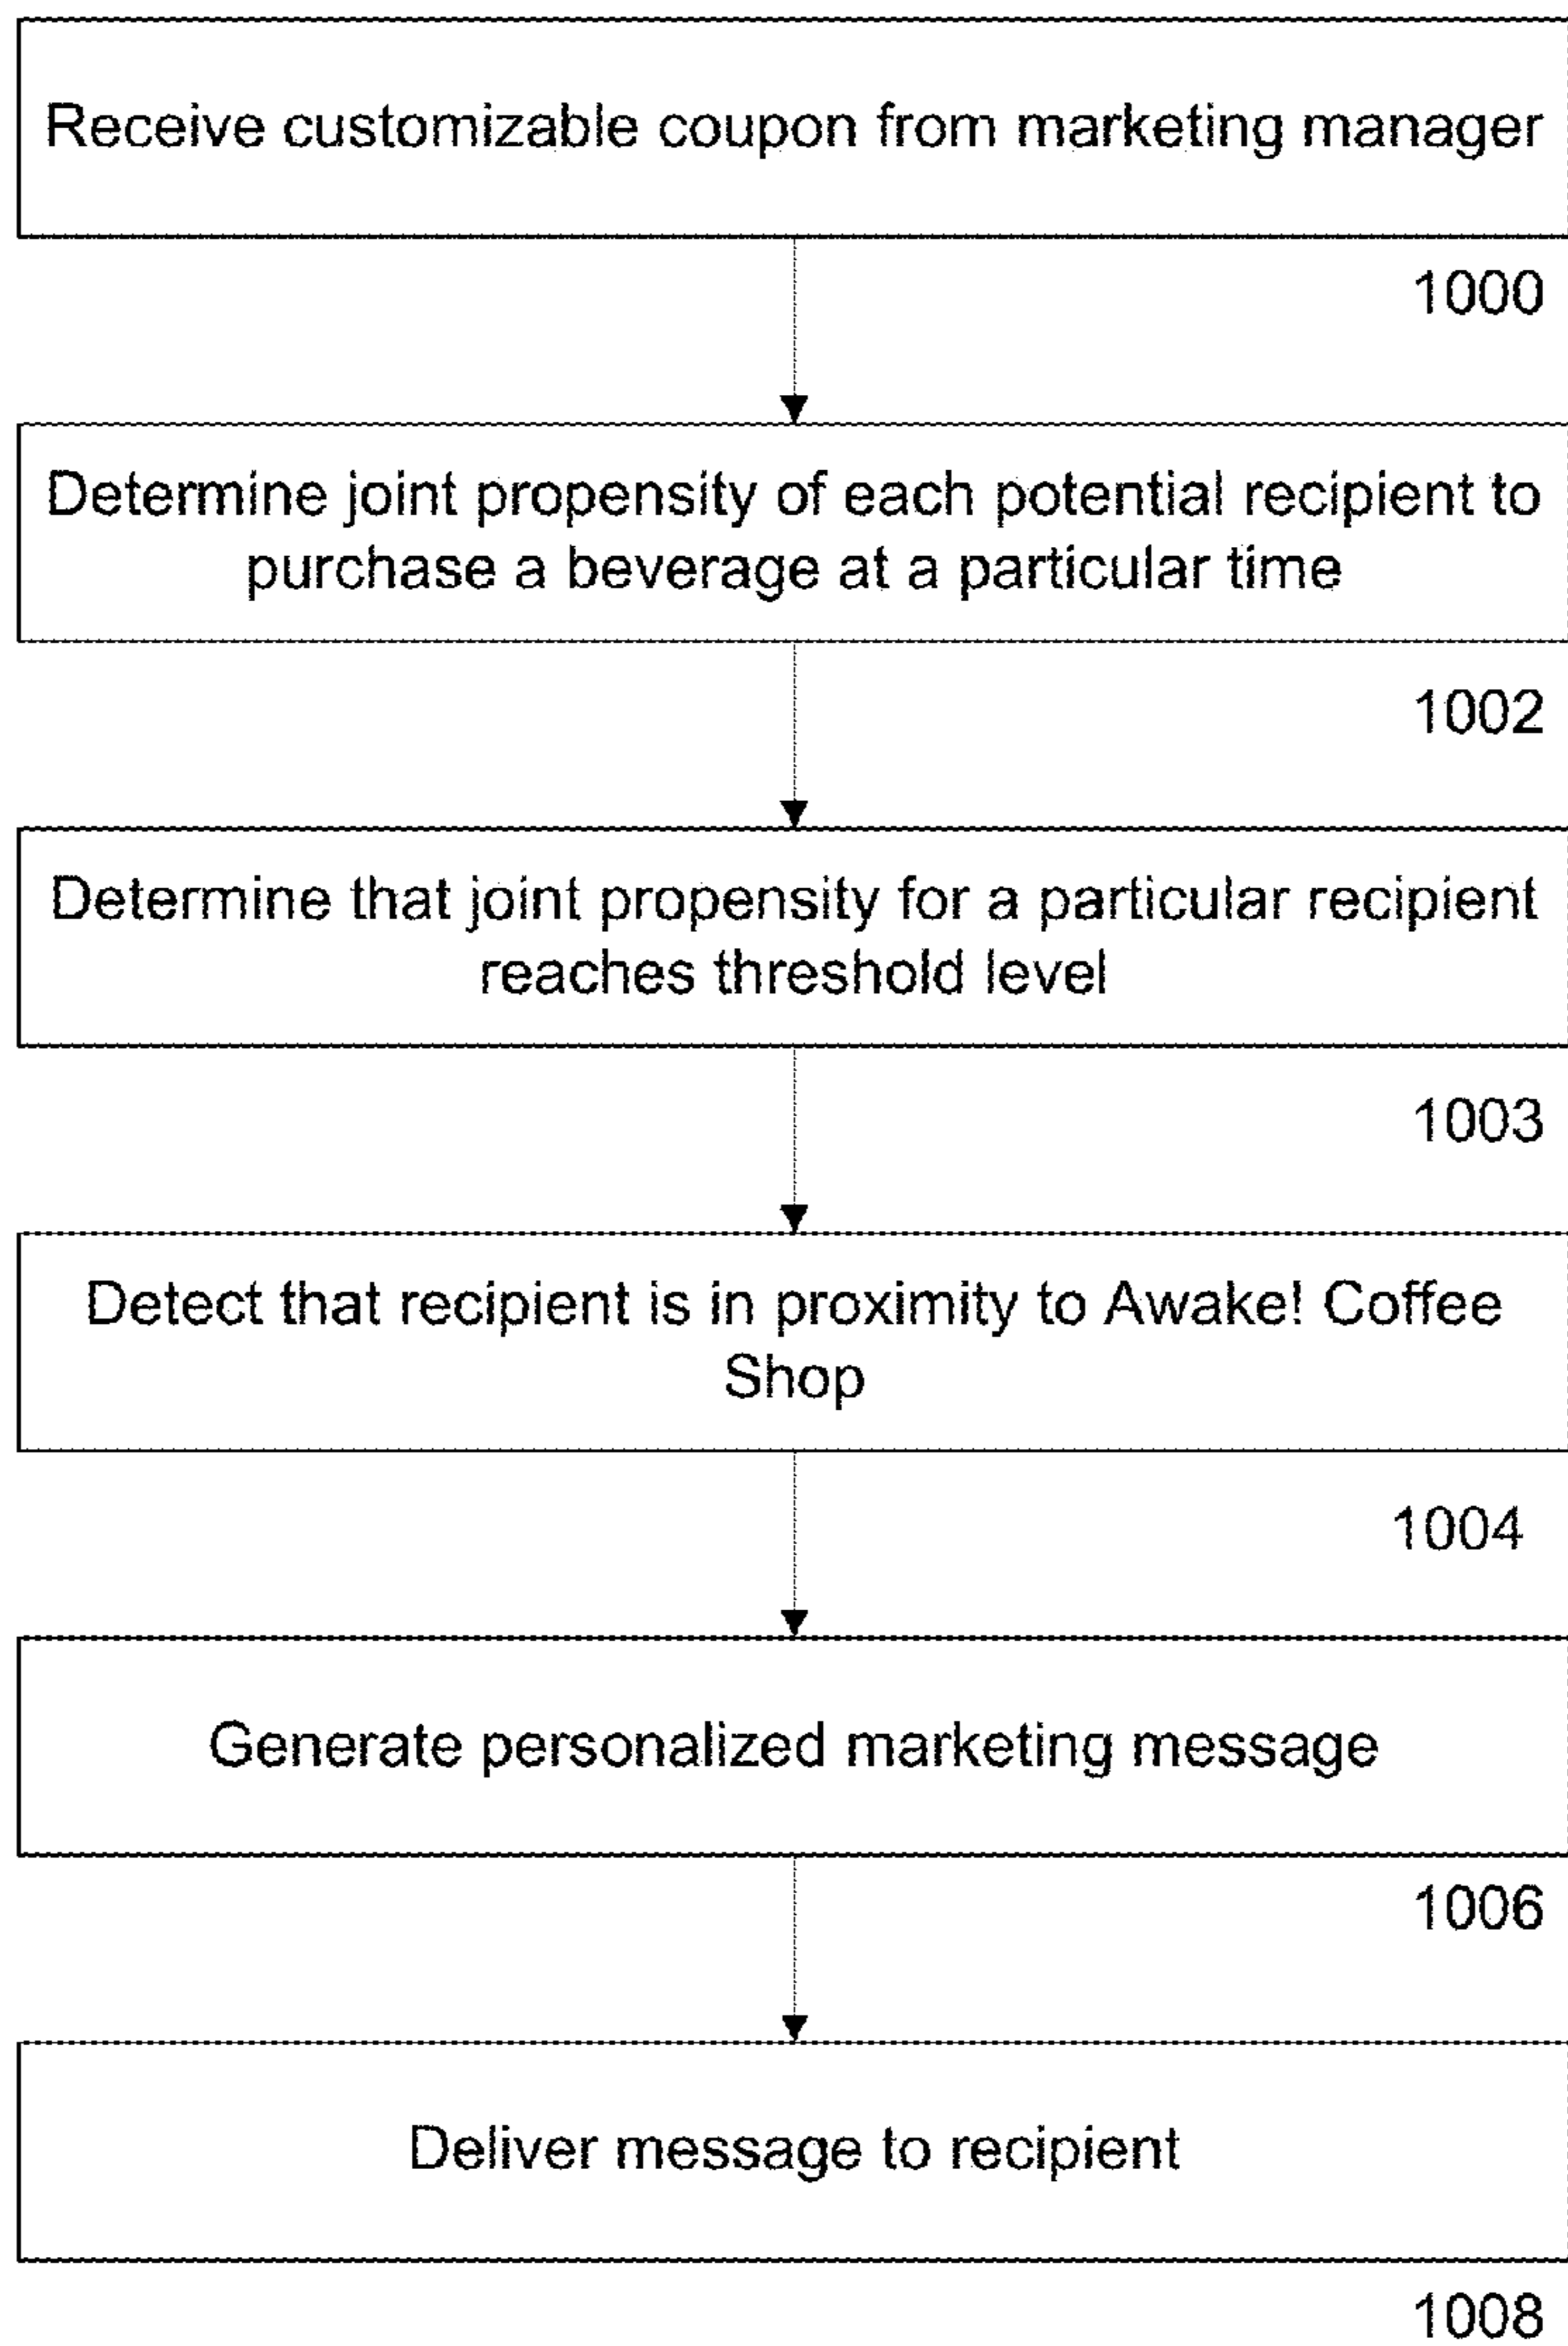 Receive customizable coupon from marketing manager
1000
Determine joint propensity of each potential recipient to
purchase a beverage at a particular time
1002
Determine that joint propensity for a particular recipient
reaches threshold level
1003
Detect that recipient is in proximity to Awake! Coffee
Shop
1004
Generate personalized marketing message
1006
Deliver message to recipient
1008